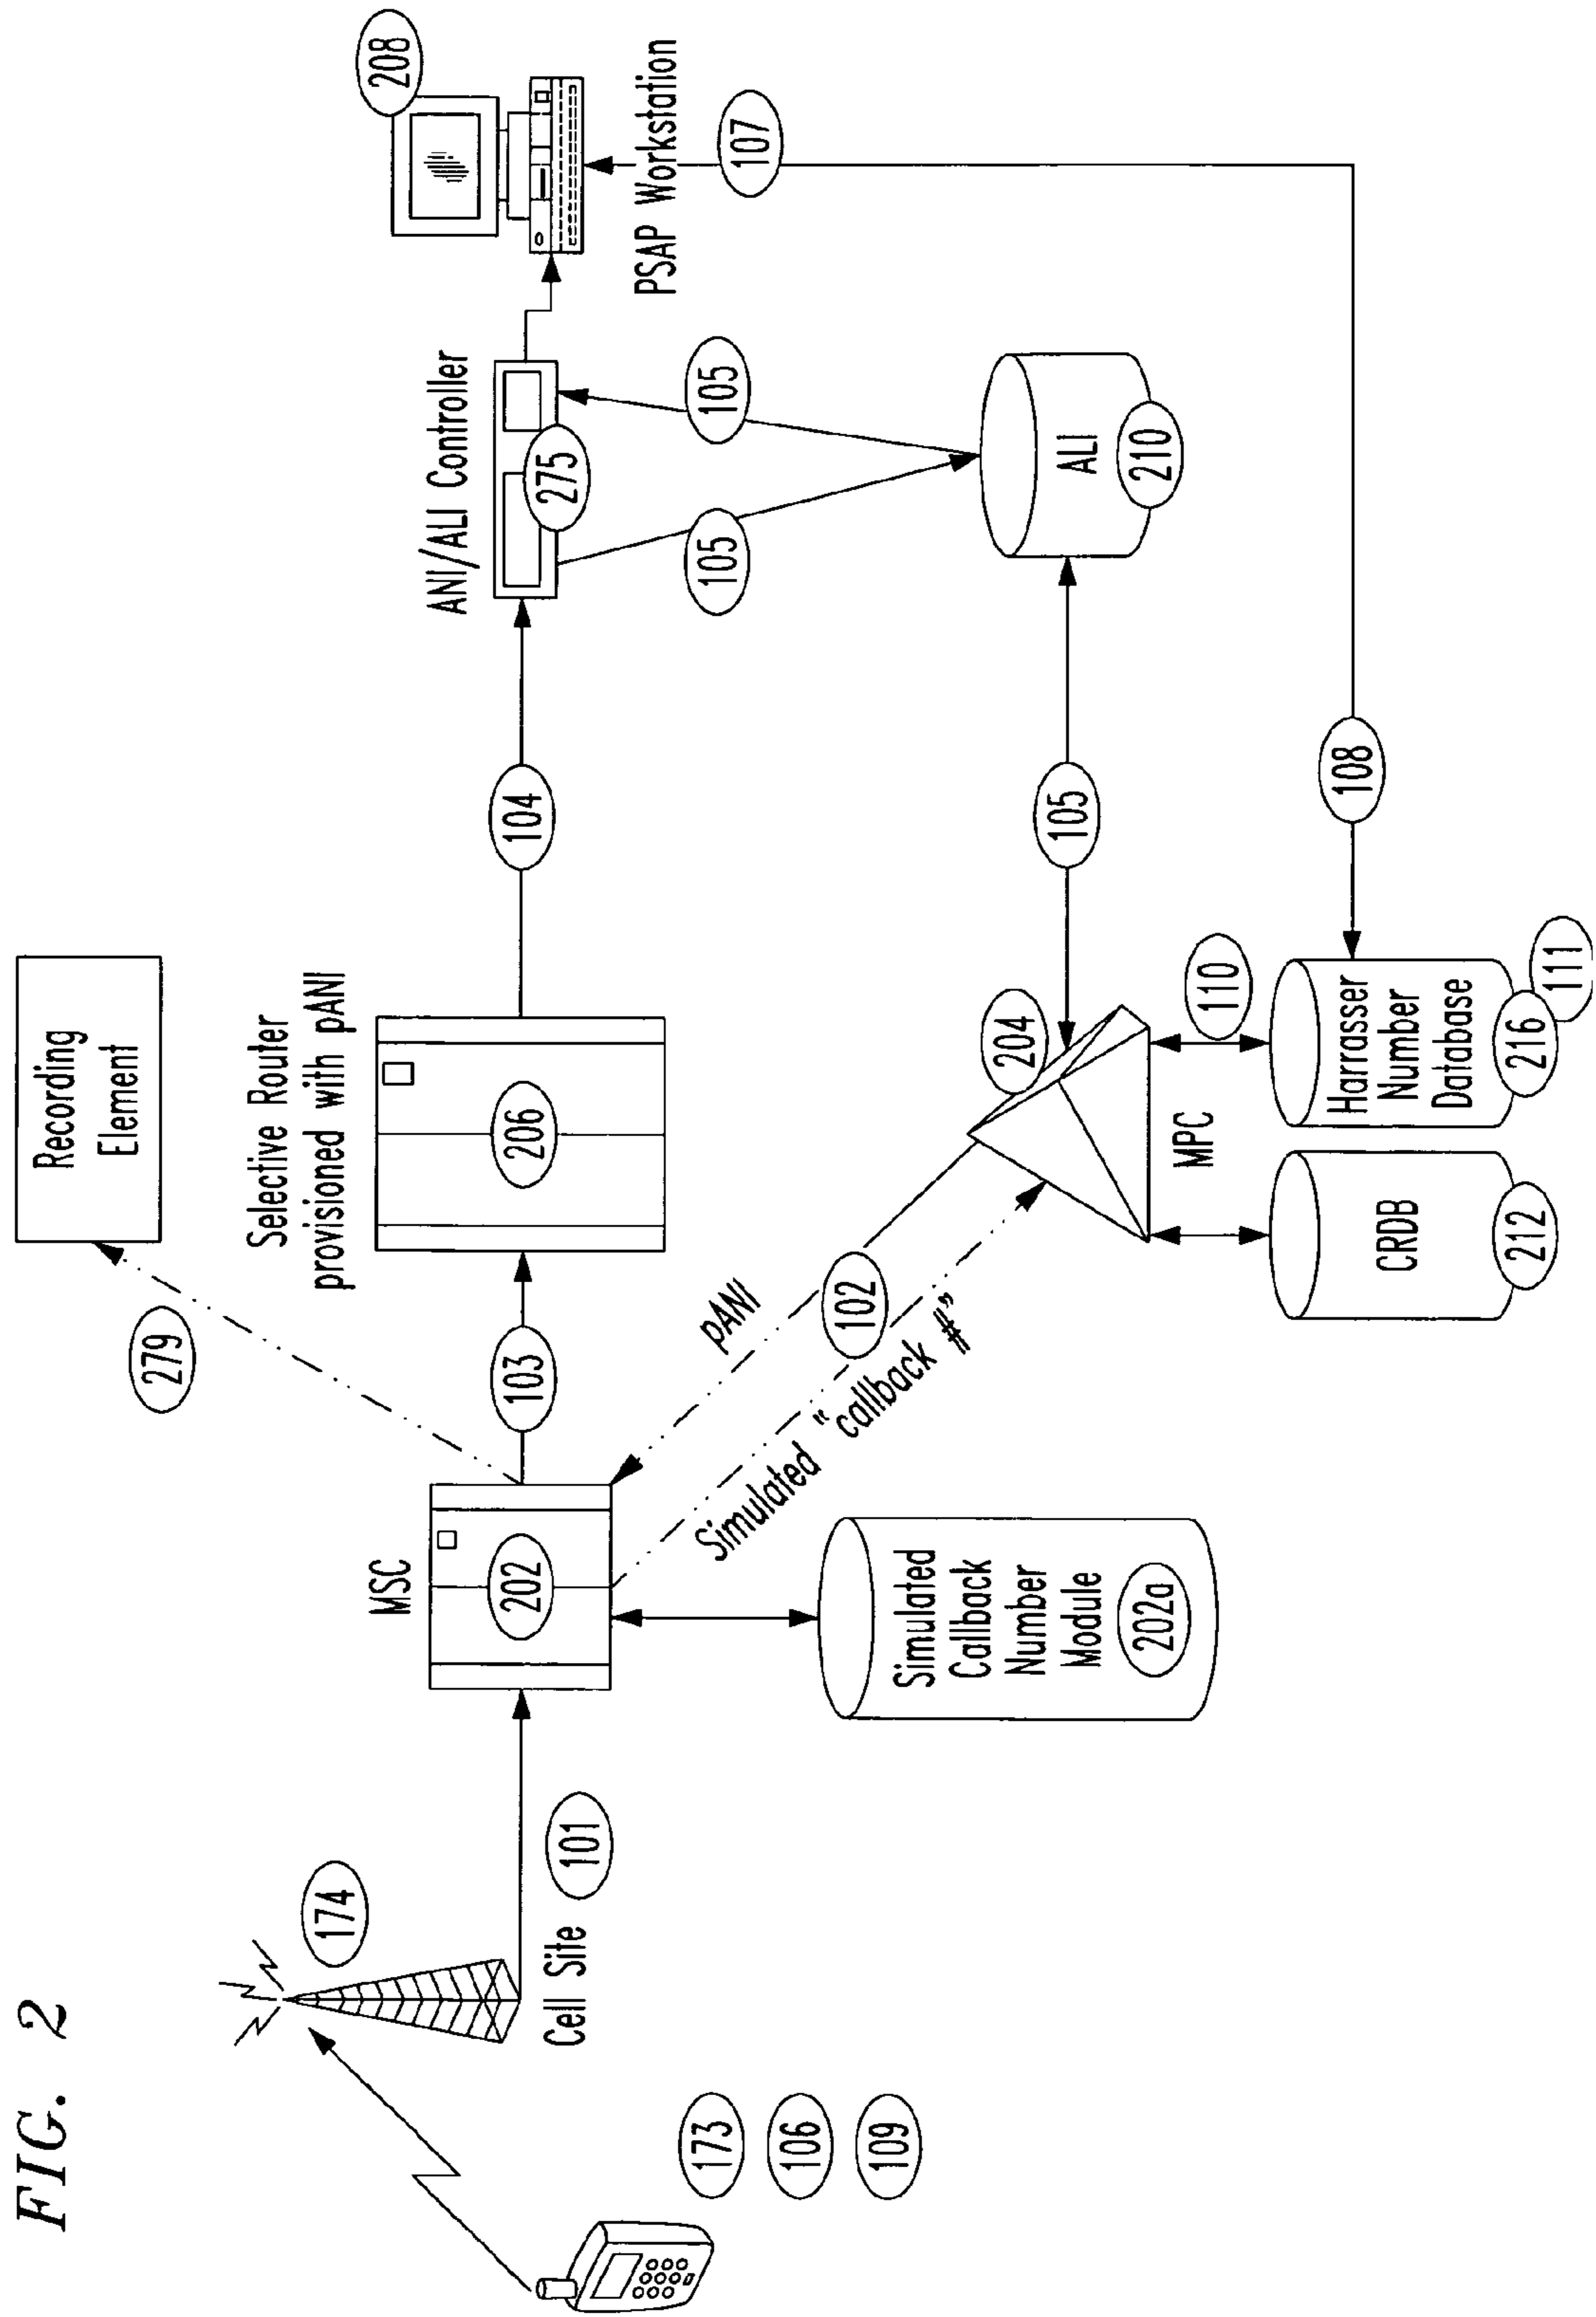 FIG. 2
Recording
Element
279
Selective Router
provisioned with pANI
206
208
PSAP Workstation
ANI/ALI Controller
275
174
Cell Site
101
MSC
202
103
104
105
105
107
173
106
109
Simulated
Callback
Number
Module
202a
pANI
102
Simulated "callback #"
204
MPC
105
ALI
210
110
108
CRDB
212
Harrasser
Number
Database
216
111